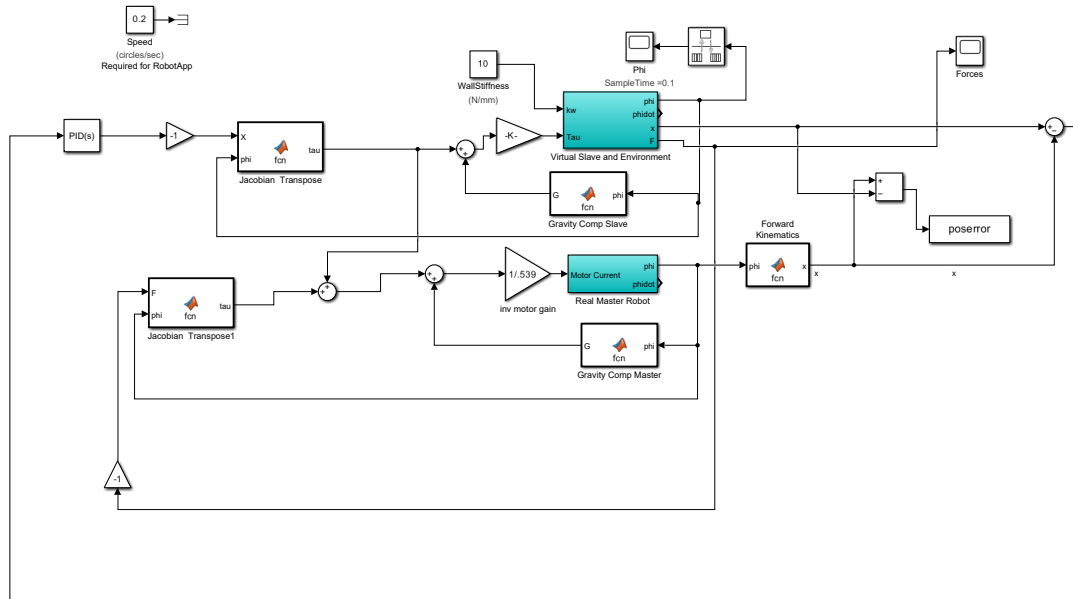 0.2
Speed
(circles/sec)
Required for RobotApp
10
WallStiffness
(N/mm)
Phi
SampleTime =0.1
Forces
PID(s)
-1
X
phi
fcn
tau
Jacobian Transpose
+
+
-K-
kw
Tau
phi
phidot
x
F
Virtual Slave and Environment
+
−
G
phi
fcn
Gravity Comp Slave
+
−
poserror
Forward
Kinematics
phi
x
fcn
x
x
F
phi
fcn
tau
Jacobian Transpose1
+
+
+
+
1/.539
inv motor gain
Motor Current
phi
phidot
Real Master Robot
G
phi
fcn
Gravity Comp Master
-1